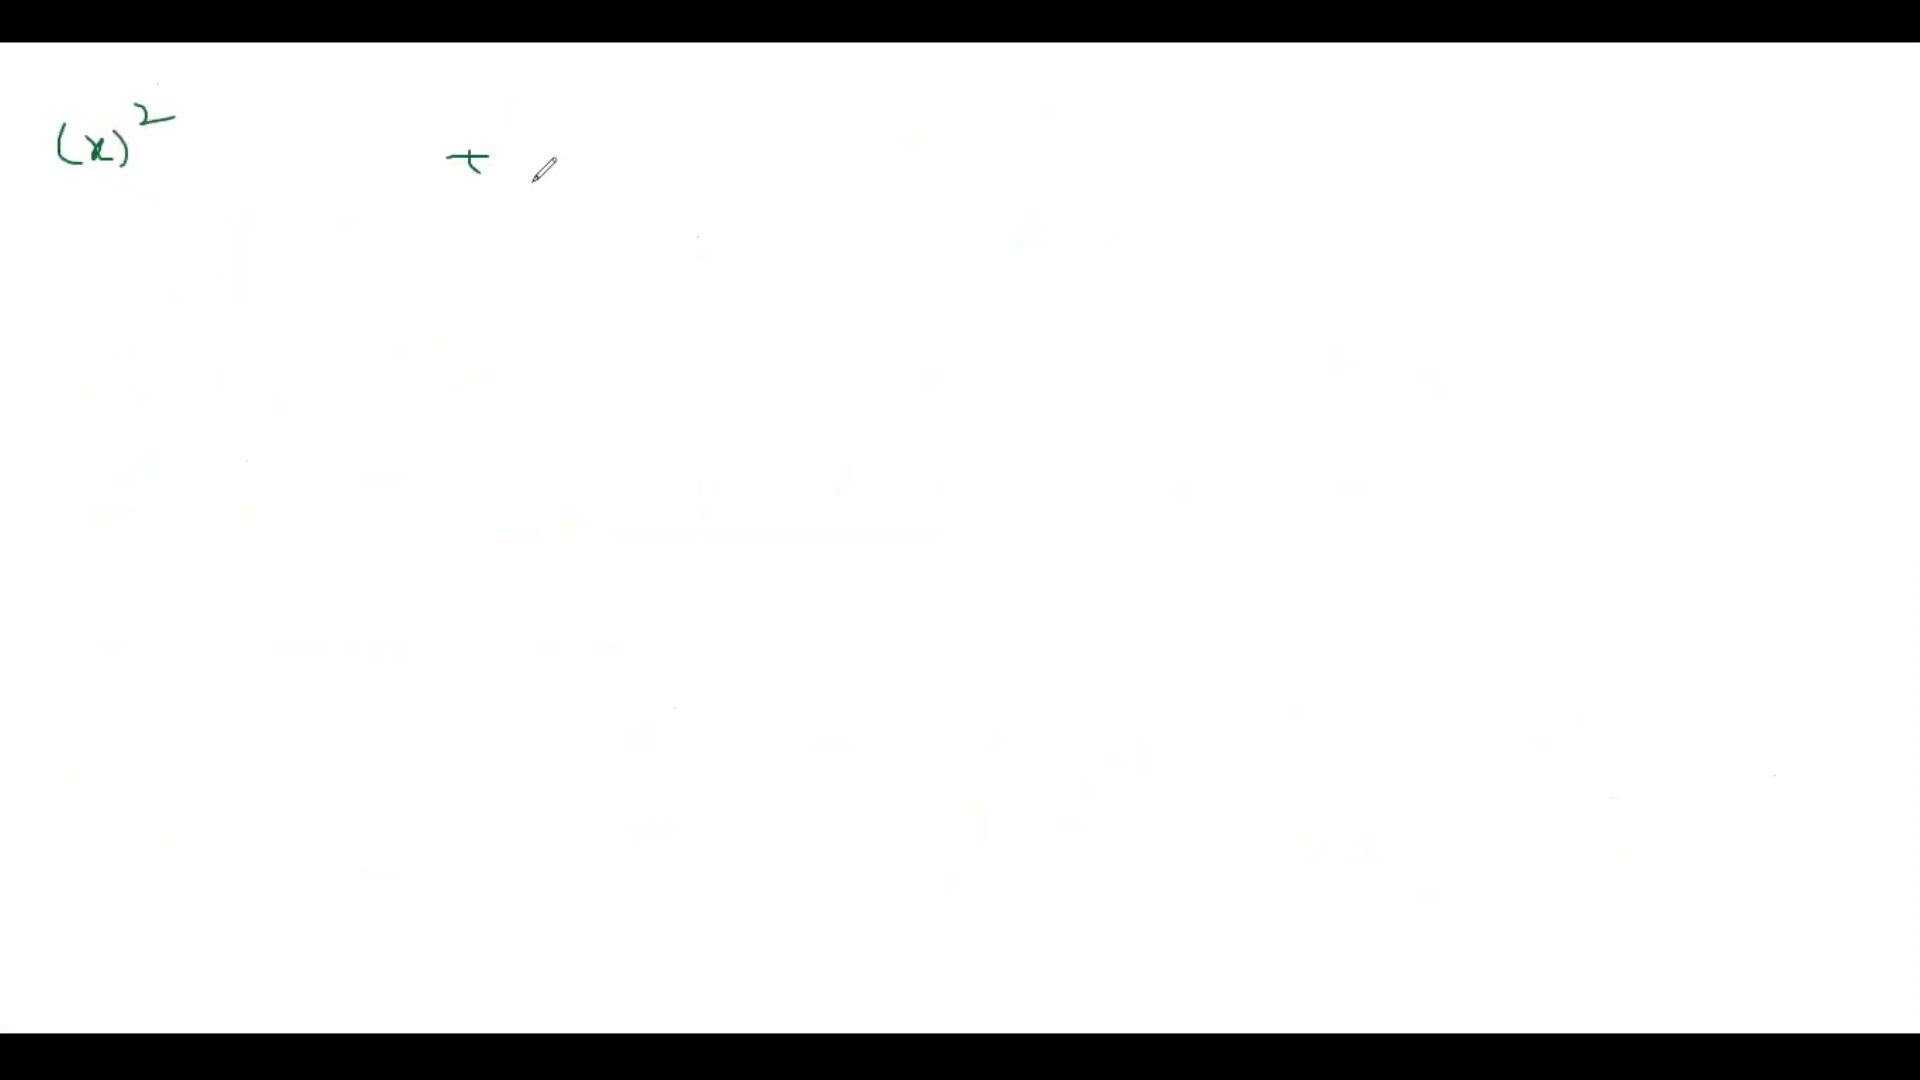 (x)² +